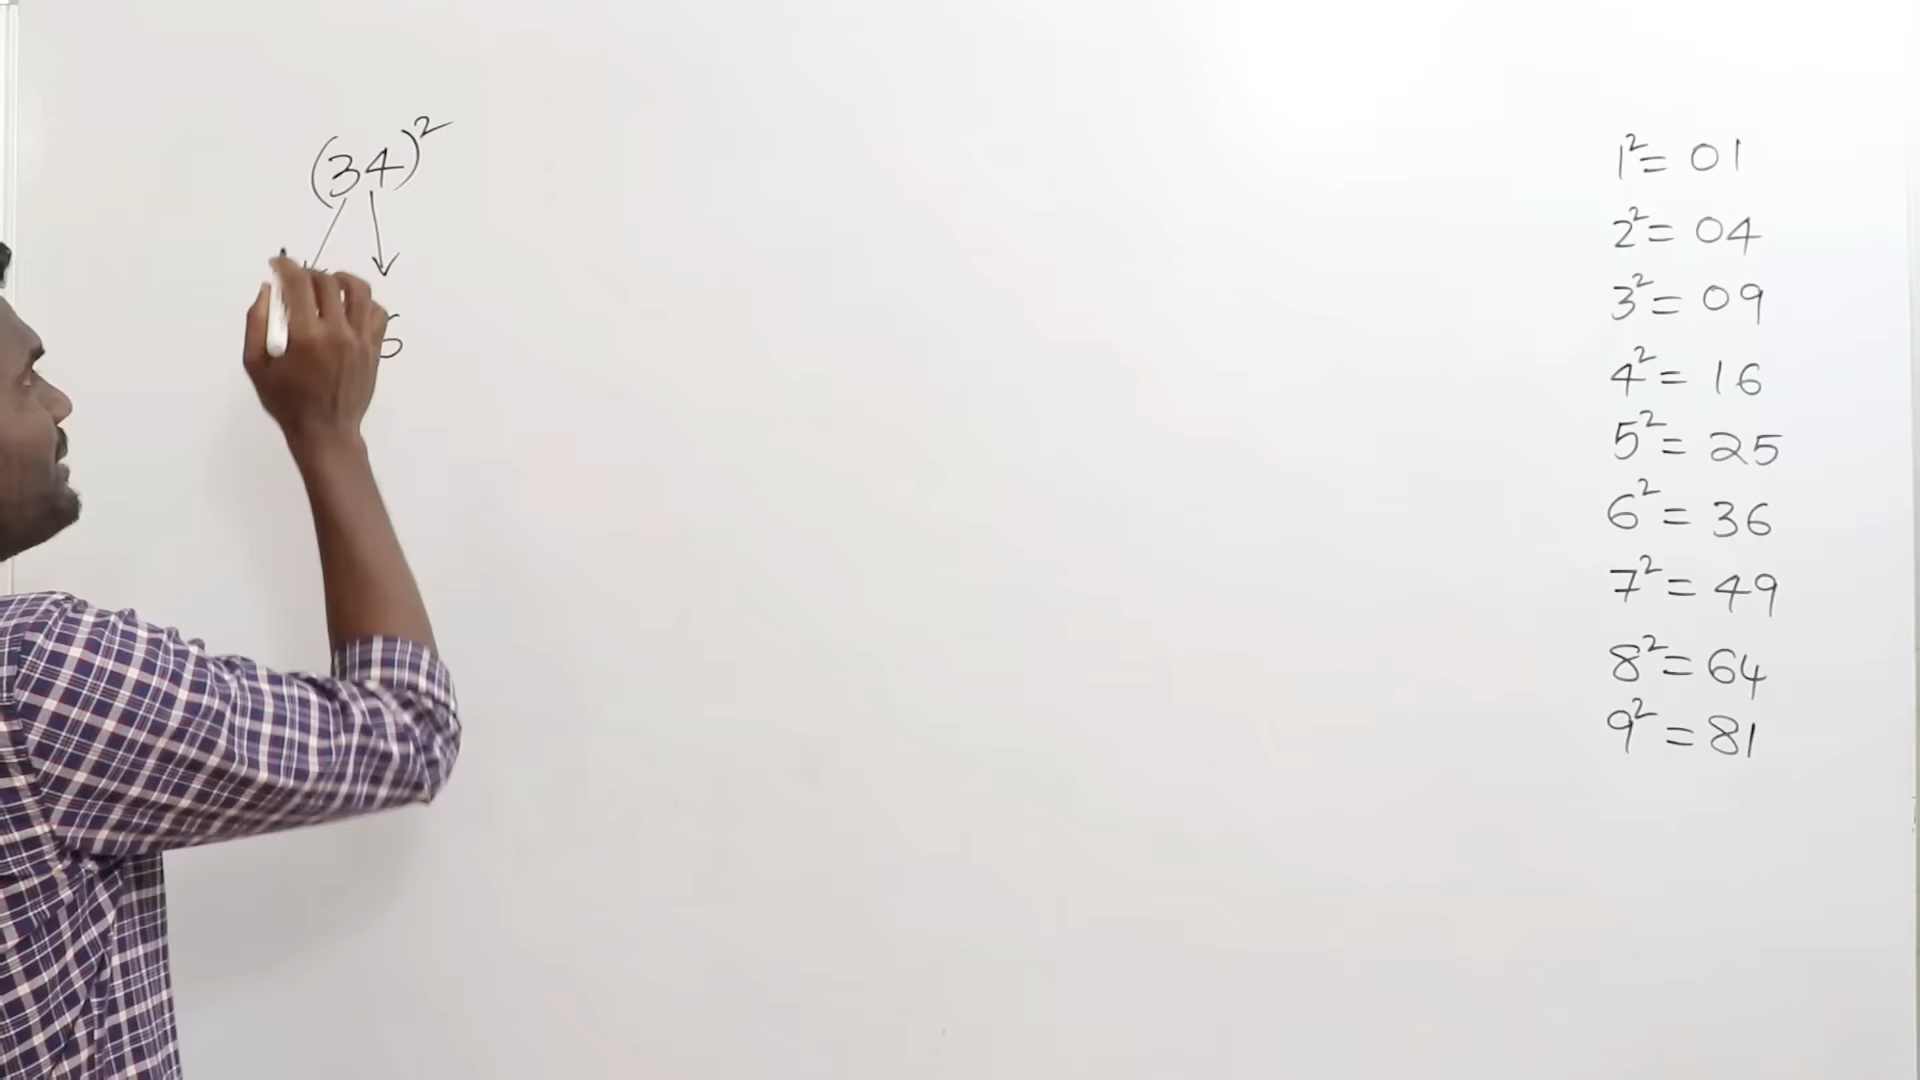 (34)²
6
1² = 01
2² = 04
3² = 09
4² = 16
5² = 25
6² = 36
7² = 49
8² = 64
9² = 81